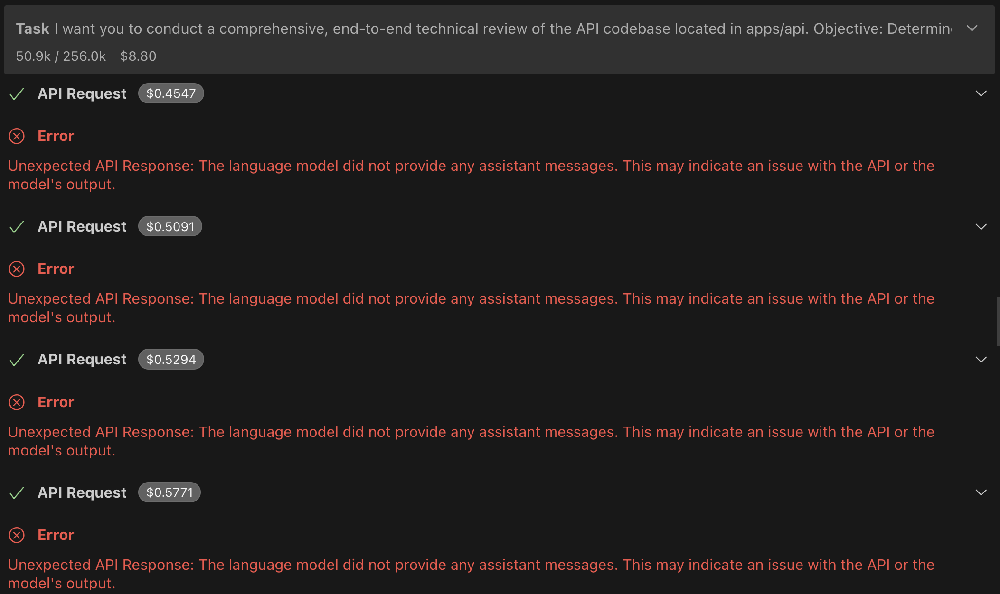 Task I want you to conduct a comprehensive, end-to-end technical review of the API codebase located in apps/api. Objective: Determin
50.9k / 256.0k $8.80
API Request $0.4547
Error
Unexpected API Response: The language model did not provide any assistant messages. This may indicate an issue with the API or the
model's output.
API Request $0.5091
Error
Unexpected API Response: The language model did not provide any assistant messages. This may indicate an issue with the API or the
model's output.
API Request $0.5294
Error
Unexpected API Response: The language model did not provide any assistant messages. This may indicate an issue with the API or the
model's output.
API Request $0.5771
Error
Unexpected API Response: The language model did not provide any assistant messages. This may indicate an issue with the API or the
model's output.